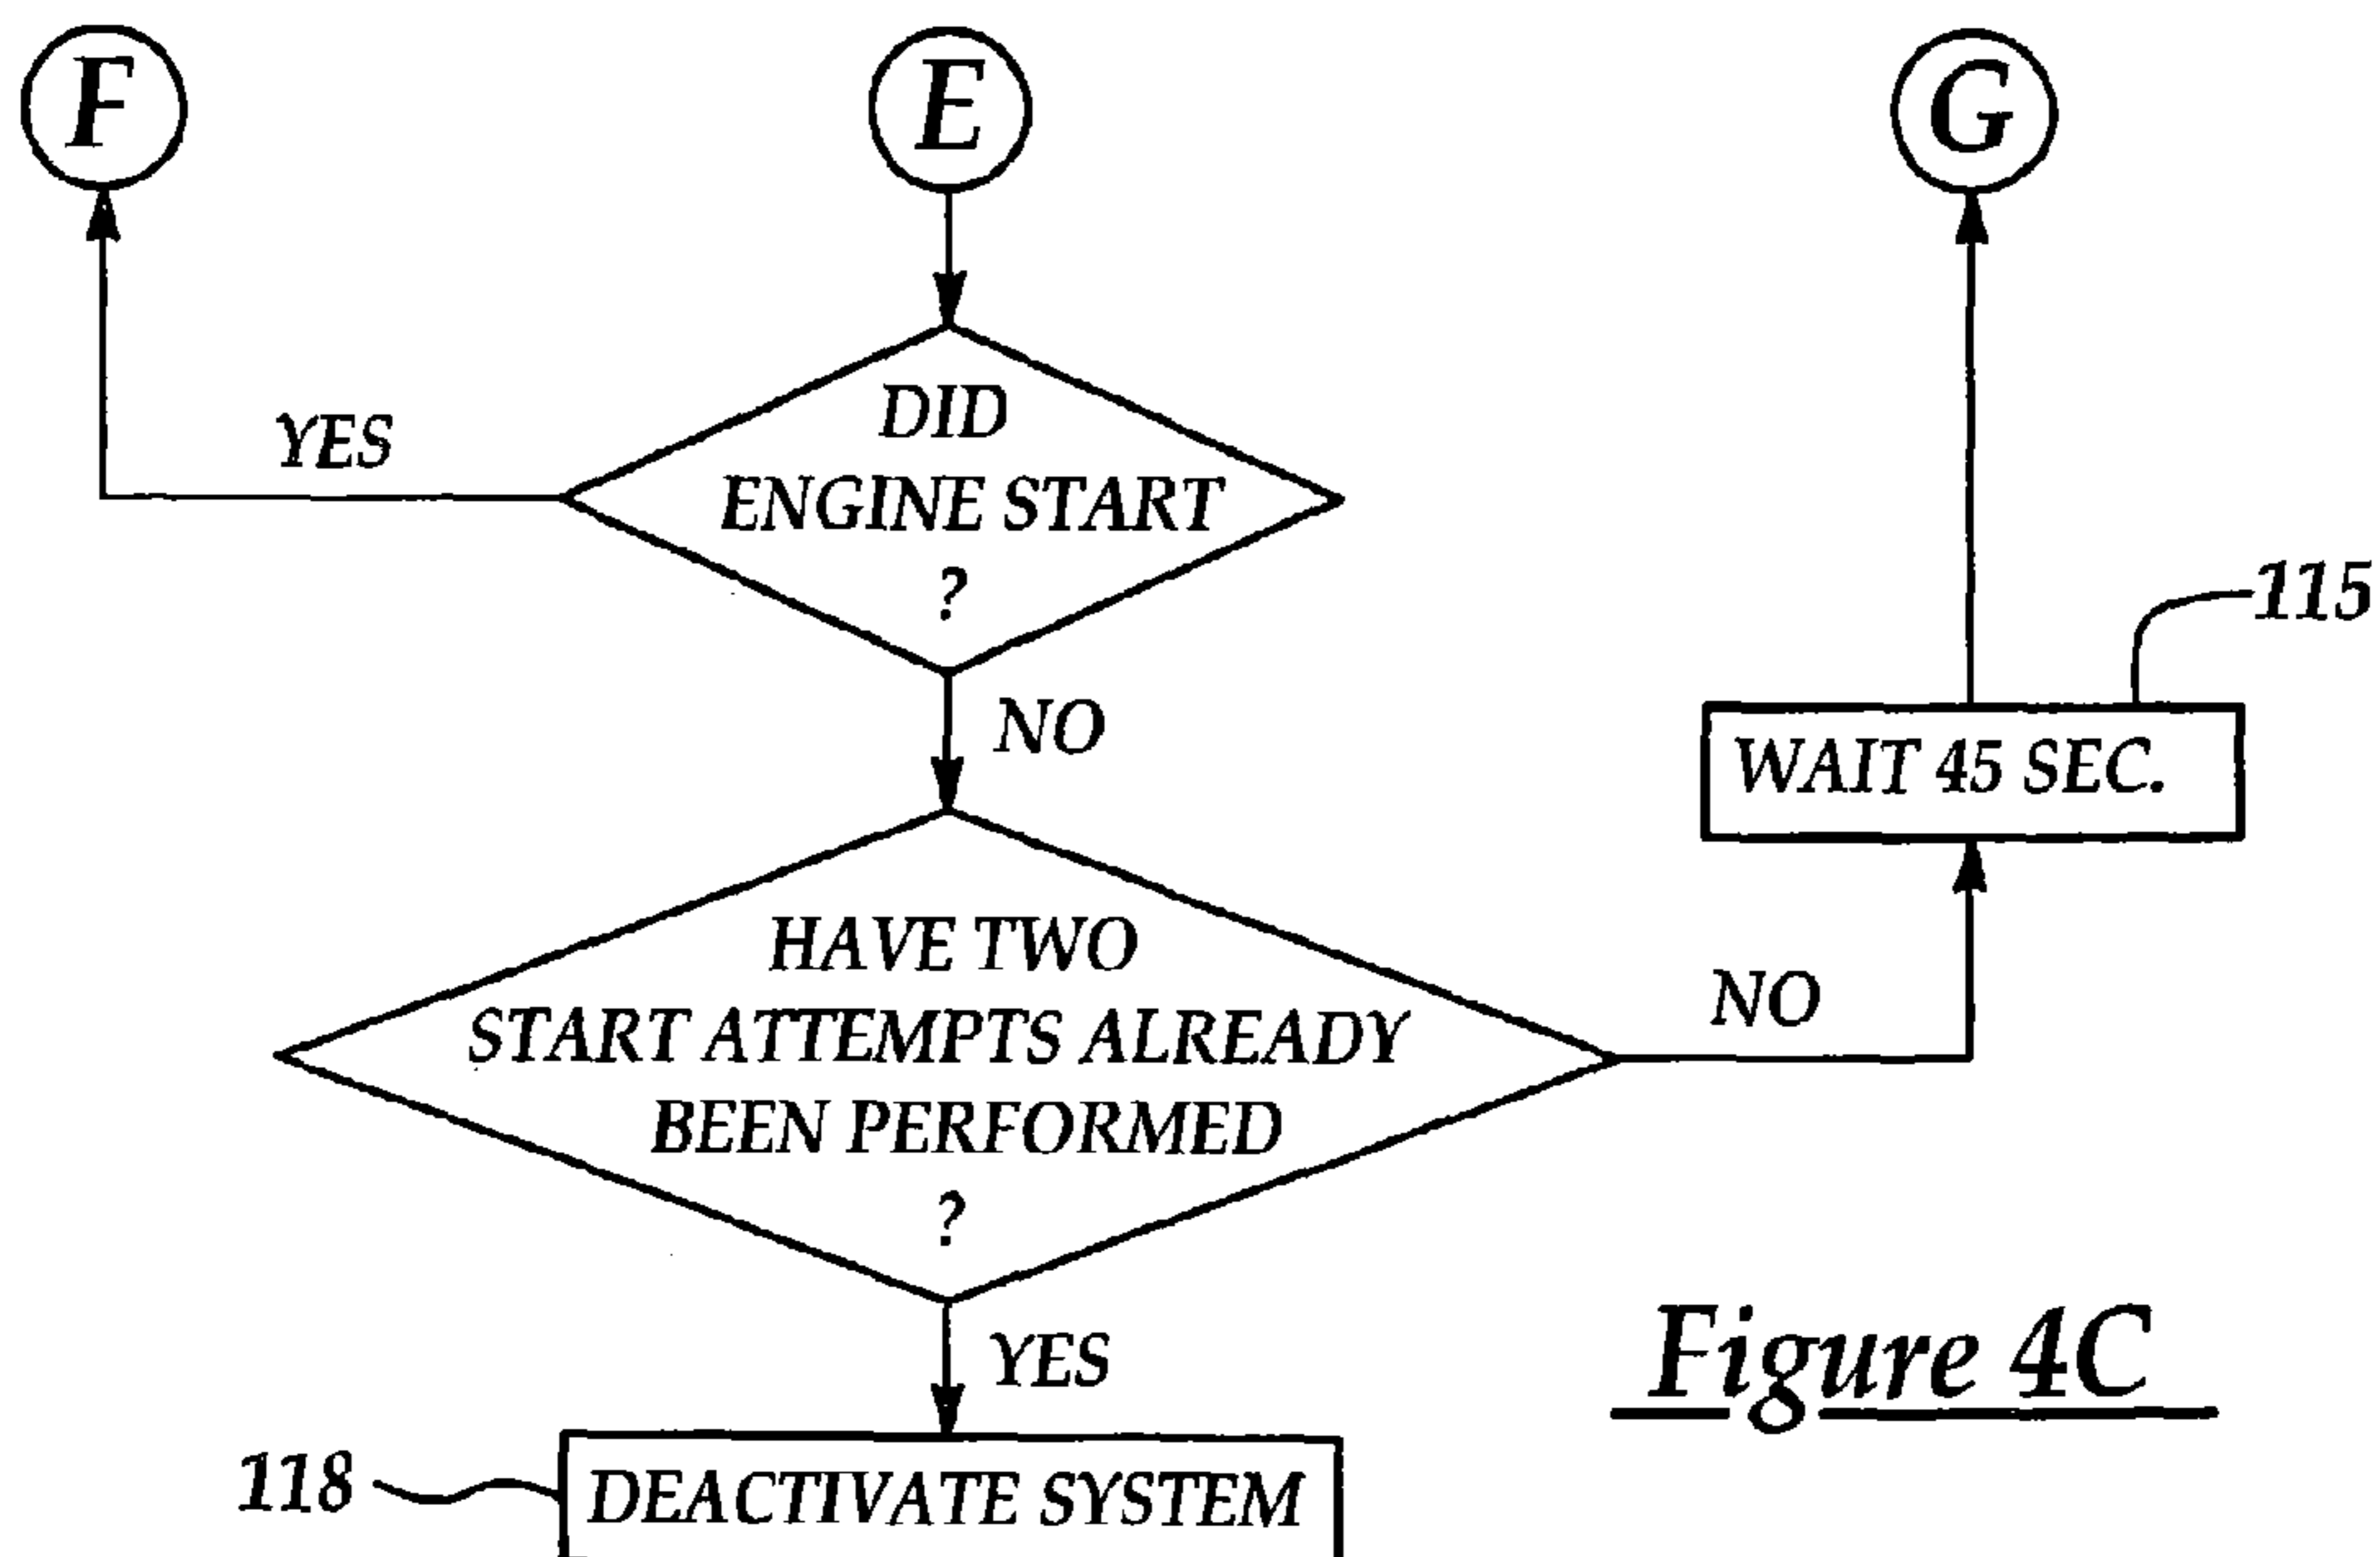 F
E
G
DID
ENGINE START
?
YES
NO
115
WAIT 45 SEC.
HAVE TWO
START ATTEMPTS ALREADY
BEEN PERFORMED
?
NO
YES
118
DEACTIVATE SYSTEM
Figure 4C